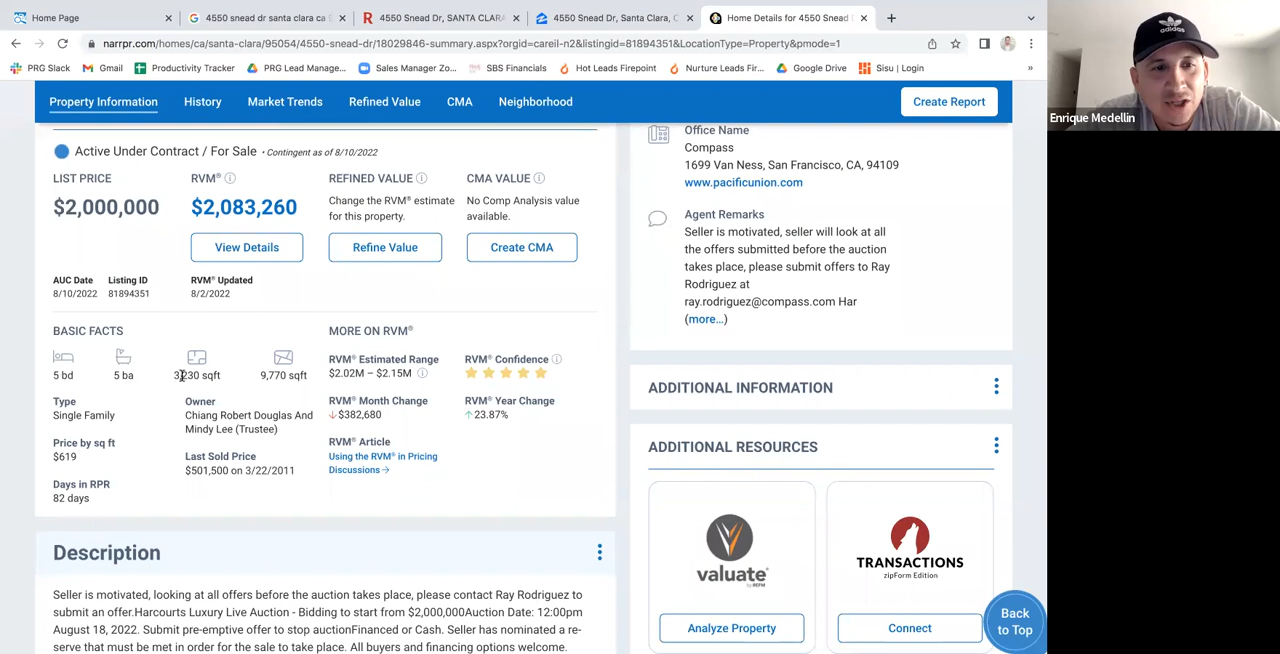 Home Page
4550 snead dr santa clara ca 9
4550 Snead Dr, SANTA CLARA
4550 Snead Dr, Santa Clara, C
Home Details for 4550 Snead
narrpr.com/homes/ca/santa-clara/95054/4550-snead-dr/18029846-summary.aspx?orgid=careil-n2&listingid=81894351&LocationType=Property&pmode=1
PRG Slack
Gmail
Productivity Tracker
PRG Lead Manage...
Sales Manager Zo...
SBS Financials
Hot Leads Firepoint
Nurture Leads Fir...
Google Drive
Sisu | Login
»
adidas
Enrique Medellin
Property Information
History
Market Trends
Refined Value
CMA
Neighborhood
Create Report
Active Under Contract / For Sale • Contingent as of 8/10/2022
LIST PRICE
RVM®
REFINED VALUE
CMA VALUE
$2,000,000
$2,083,260
Change the RVM® estimate
for this property.
No Comp Analysis value
available.
View Details
Refine Value
Create CMA
AUC Date
Listing ID
RVM® Updated
8/10/2022
81894351
8/2/2022
BASIC FACTS
5 bd
5 ba
3,230 sqft
9,770 sqft
Type
Single Family
Owner
Chiang Robert Douglas And
Mindy Lee (Trustee)
Price by sq ft
$619
Last Sold Price
$501,500 on 3/22/2011
Days in RPR
82 days
MORE ON RVM®
RVM® Estimated Range
$2.02M – $2.15M
RVM® Confidence
RVM® Month Change
↓$382,680
RVM® Year Change
↑23.87%
RVM® Article
Using the RVM® in Pricing
Discussions→
Description
Seller is motivated, looking at all offers before the auction takes place, please contact Ray Rodriguez to
submit an offer.Harcourts Luxury Live Auction - Bidding to start from $2,000,000Auction Date: 12:00pm
August 18, 2022. Submit pre-emptive offer to stop auctionFinanced or Cash. Seller has nominated a re-
serve that must be met in order for the sale to take place. All buyers and financing options welcome.
Office Name
Compass
1699 Van Ness, San Francisco, CA, 94109
www.pacificunion.com
Agent Remarks
Seller is motivated, seller will look at all
the offers submitted before the auction
takes place, please submit offers to Ray
Rodriguez at
ray.rodriguez@compass.com Har
(more...)
ADDITIONAL INFORMATION
ADDITIONAL RESOURCES
valuate
by REFM
Analyze Property
TRANSACTIONS
zipForm Edition
Connect
Back
to Top